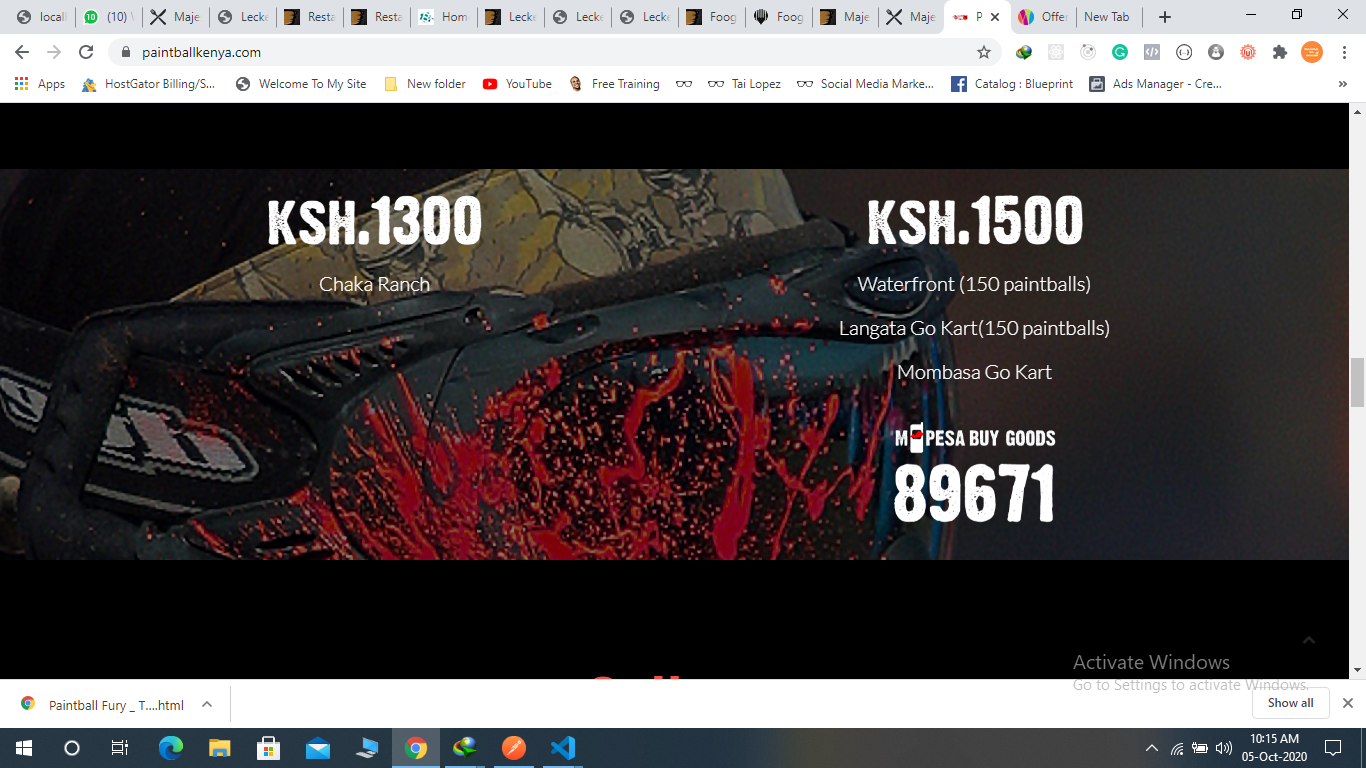 locall
(10) W
Maje
Lecke
Resta
Resta
Hom
Lecke
Lecke
Lecke
Foog
Foog
Maje
Maje
P
Offer
New Tab
paintballkenya.com
Apps
HostGator Billing/S...
Welcome To My Site
New folder
YouTube
Free Training
Tai Lopez
Social Media Marke...
Catalog : Blueprint
Ads Manager - Cre...
KSH.1300
Chaka Ranch
KSH.1500
Waterfront (150 paintballs)
Langata Go Kart(150 paintballs)
Mombasa Go Kart
M PESA BUY GOODS
89671
Activate Windows
Go to Settings to activate Windows.
Paintball Fury _ T....html
Show all
10:15 AM
05-Oct-2020